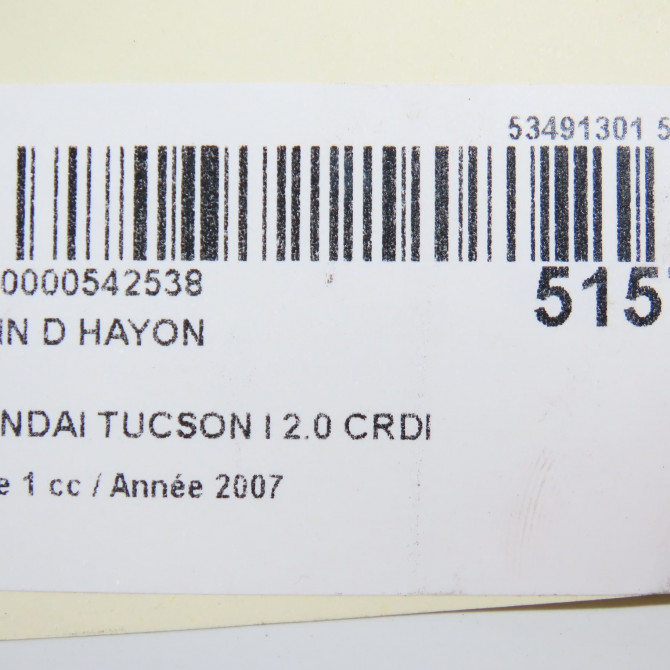 53491301 5
0000542538
515
IN D HAYON
NDAI TUCSON I 2.0 CRDI
e 1 cc / Année 2007